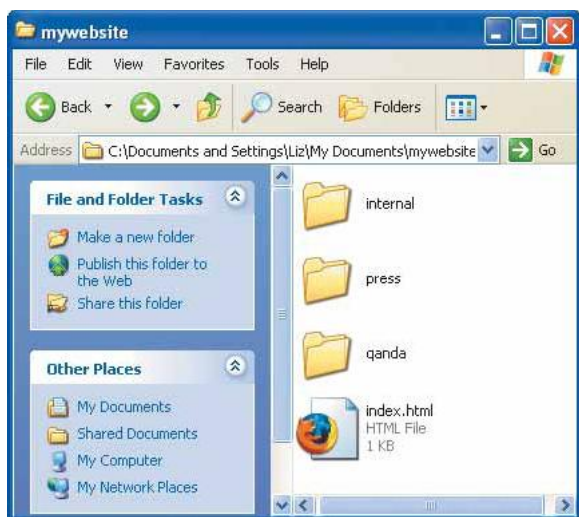 mywebsite
File Edit View Favorites Tools Help
Back Search Folders
Address C:\Documents and Settings\Liz\My Documents\mywebsite Go
File and Folder Tasks
Make a new folder
Publish this folder to
the Web
Share this folder
Other Places
My Documents
Shared Documents
My Computer
My Network Places
internal
press
qanda
index.html
HTML File
1 KB